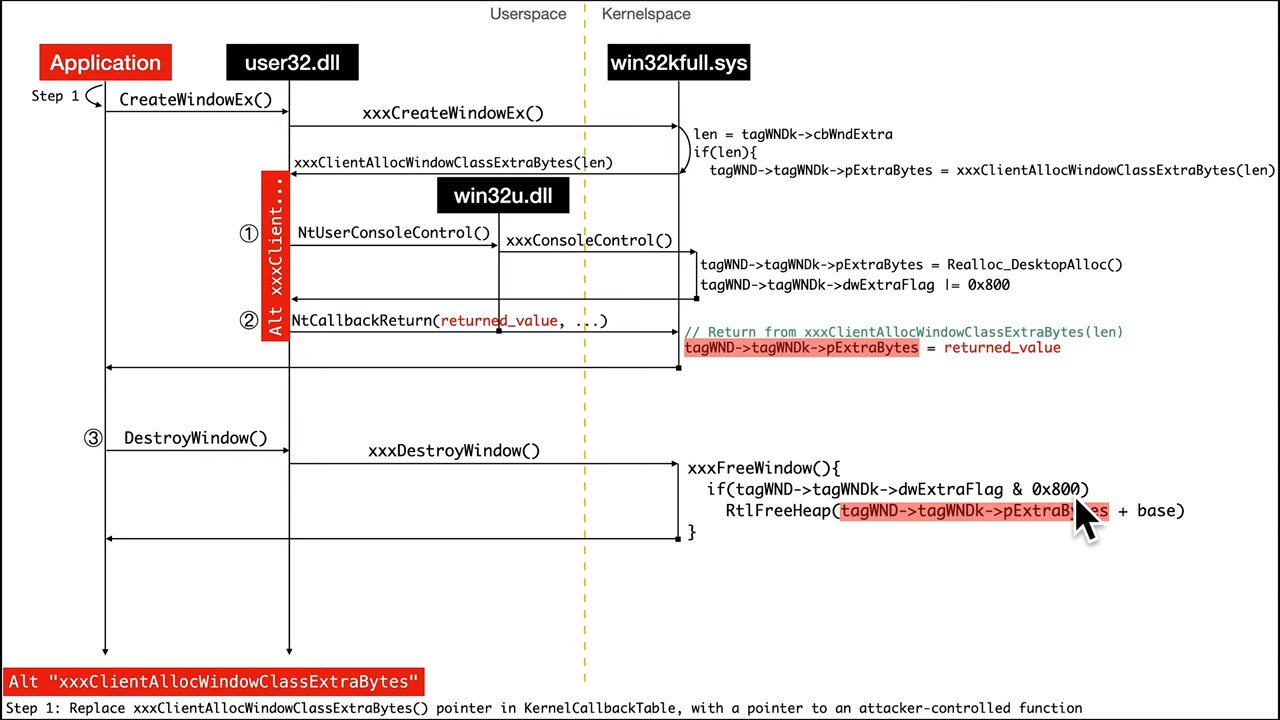 Userspace
Kernelspace
Application
user32.dll
win32kfull.sys
Step 1
CreateWindowEx()
xxxCreateWindowEx()
len = tagWNDk->cbWndExtra
if(len){
tagWND->tagWNDk->pExtraBytes = xxxClientAllocWindowClassExtraBytes(len)
xxxClientAllocWindowClassExtraBytes(len)
win32u.dll
Alt xxxClient...
①
NtUserConsoleControl()
xxxConsoleControl()
tagWND->tagWNDk->pExtraBytes = Realloc_DesktopAlloc()
tagWND->tagWNDk->dwExtraFlag |= 0x800
②
NtCallbackReturn(returned_value, ...)
// Return from xxxClientAllocWindowClassExtraBytes(len)
tagWND->tagWNDk->pExtraBytes = returned_value
③
DestroyWindow()
xxxDestroyWindow()
xxxFreeWindow(){
if(tagWND->tagWNDk->dwExtraFlag & 0x800)
RtlFreeHeap(tagWND->tagWNDk->pExtraBytes + base)
}
Alt "xxxClientAllocWindowClassExtraBytes"
Step 1: Replace xxxClientAllocWindowClassExtraBytes() pointer in KernelCallbackTable, with a pointer to an attacker-controlled function